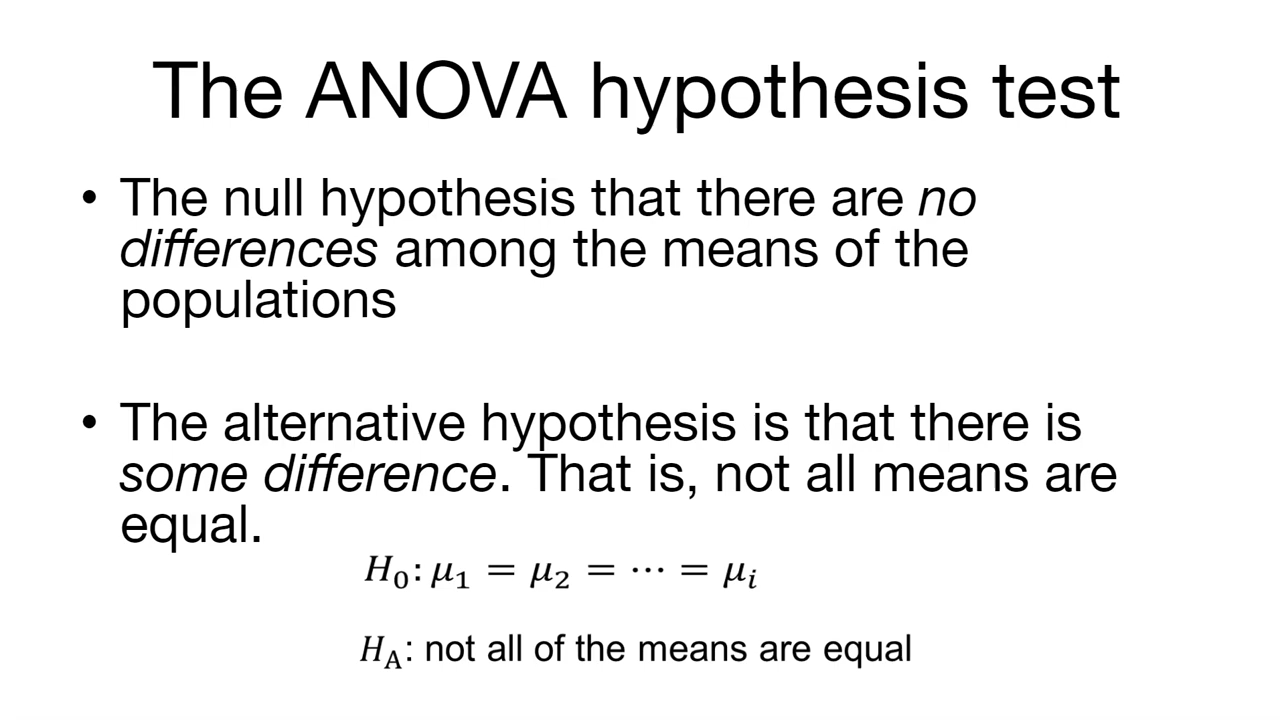 The ANOVA hypothesis test
• The null hypothesis that there are no
differences among the means of the
populations
• The alternative hypothesis is that there is
some difference. That is, not all means are
equal.
𝐻₀: 𝜇₁ = 𝜇₂ = ⋯ = 𝜇ᵢ
𝐻_A: not all of the means are equal